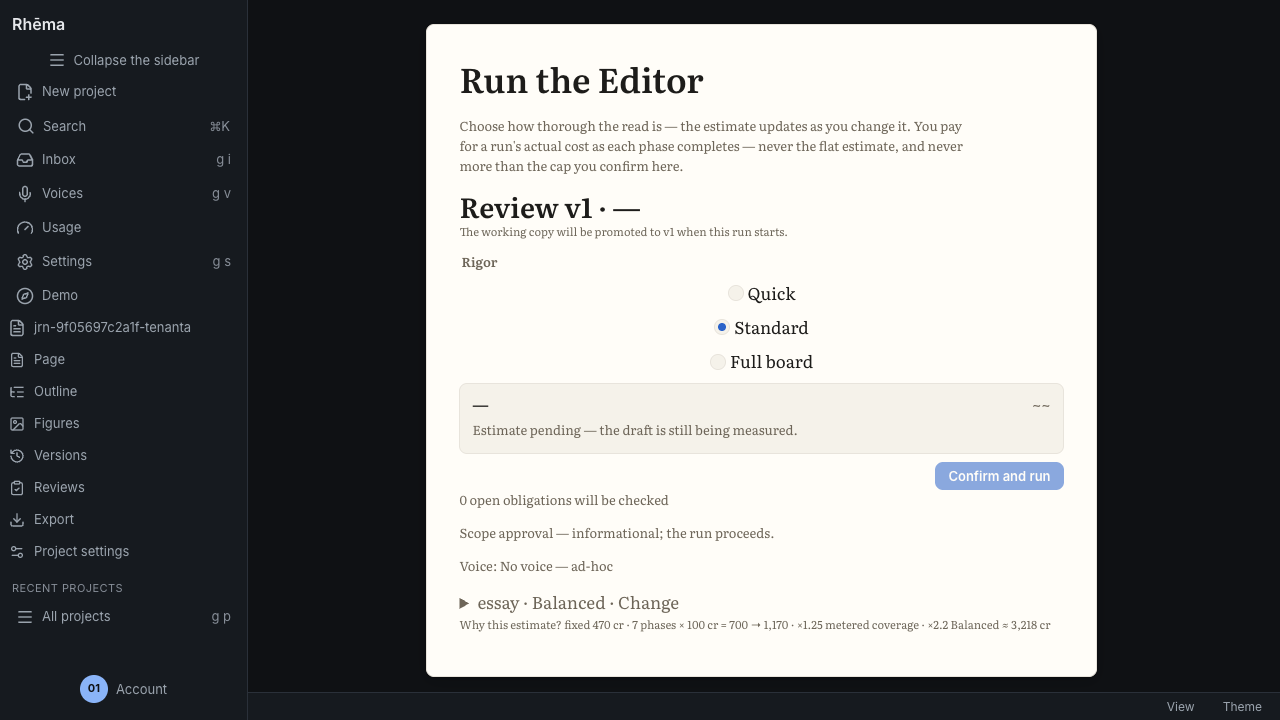 Rhēma
Collapse the sidebar
New project
Search ⌘K
Inbox g i
Voices g v
Usage
Settings g s
Demo
jrn-9f05697c2a1f-tenanta
Page
Outline
Figures
Versions
Reviews
Export
Project settings
RECENT PROJECTS
All projects g p
01 Account
Run the Editor
Choose how thorough the read is — the estimate updates as you change it. You pay
for a run's actual cost as each phase completes — never the flat estimate, and never
more than the cap you confirm here.
Review v1 · —
The working copy will be promoted to v1 when this run starts.
Rigor
Quick
Standard
Full board
— ~~
Estimate pending — the draft is still being measured.
Confirm and run
0 open obligations will be checked
Scope approval — informational; the run proceeds.
Voice: No voice — ad-hoc
▶ essay · Balanced · Change
Why this estimate? fixed 470 cr · 7 phases × 100 cr = 700 → 1,170 · ×1.25 metered coverage · ×2.2 Balanced ≈ 3,218 cr
View Theme